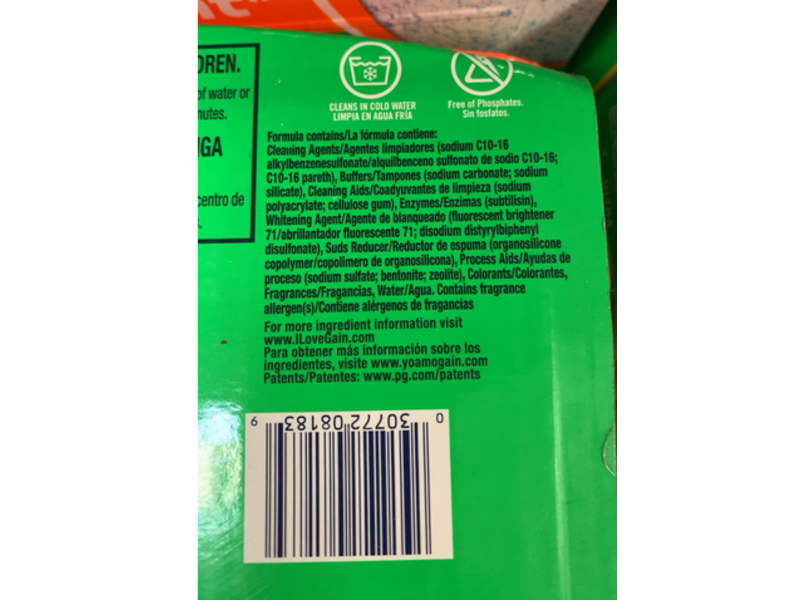 DREN.
of water or
nutes.
IGA
centro de
s.
CLEANS IN COLD WATER
LIMPIA EN AGUA FRÍA
Free of Phosphates.
Sin fosfatos.
Formula contains/La fórmula contiene:
Cleaning Agents/Agentes limpiadores (sodium C10-16
alkylbenzenesulfonate/alquilbenceno sulfonato de sodio C10-16;
C10-16 pareth), Buffers/Tampones (sodium carbonate; sodium
silicate), Cleaning Aids/Coadyuvantes de limpieza (sodium
polyacrylate; cellulose gum), Enzymes/Enzimas (subtilisin),
Whitening Agent/Agente de blanqueado (fluorescent brightener
71/abrillantador fluorescente 71; disodium distyrylbiphenyl
disulfonate), Suds Reducer/Reductor de espuma (organosilicone
copolymer/copolímero de organosilicona), Process Aids/Ayudas de
proceso (sodium sulfate; bentonite; zeolite), Colorants/Colorantes,
Fragrances/Fragancias, Water/Agua. Contains fragrance
allergen(s)/Contiene alérgenos de fragancias
For more ingredient information visit
www.ILoveGain.com
Para obtener más información sobre los
ingredientes, visite www.yoamogain.com
Patents/Patentes: www.pg.com/patents
0 30772 08183 9